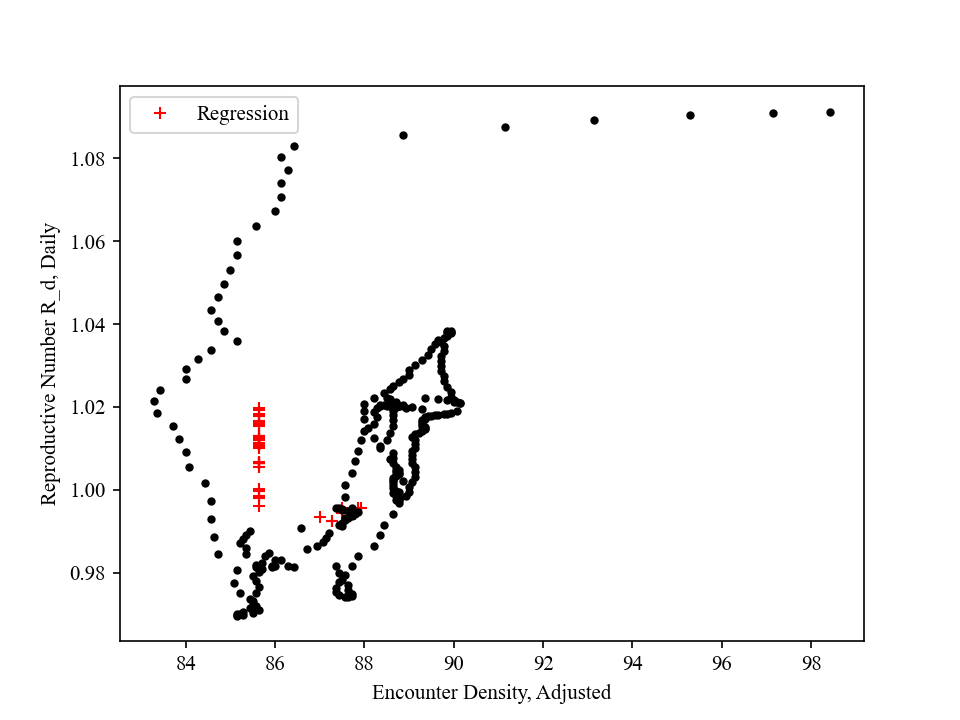 Regression
1.08
1.06
1.04
1.02
1.00
0.98
Reproductive Number R_d, Daily
84 86 88 90 92 94 96 98
Encounter Density, Adjusted